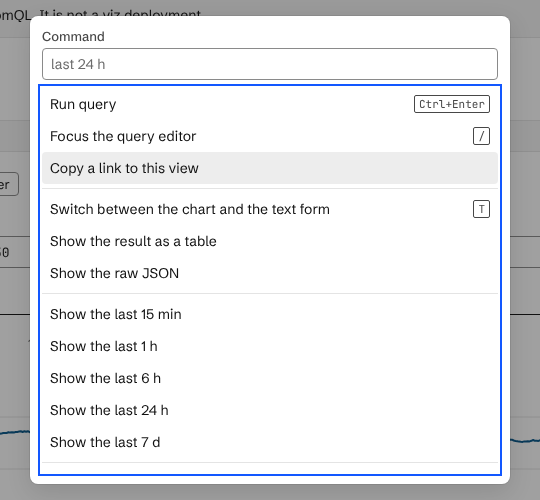 It is not a viz deployment
Command
last 24 h
Run query Ctrl+Enter
Focus the query editor /
Copy a link to this view
Switch between the chart and the text form T
Show the result as a table
Show the raw JSON
Show the last 15 min
Show the last 1 h
Show the last 6 h
Show the last 24 h
Show the last 7 d